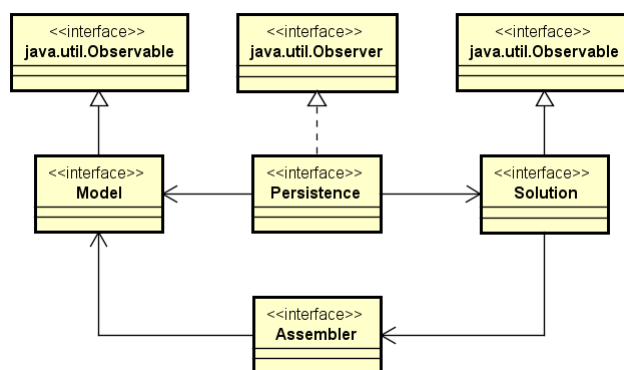 <<interface>>
java.util.Observable
<<interface>>
java.util.Observer
<<interface>>
java.util.Observable
<<interface>>
Model
<<interface>>
Persistence
<<interface>>
Solution
<<interface>>
Assembler